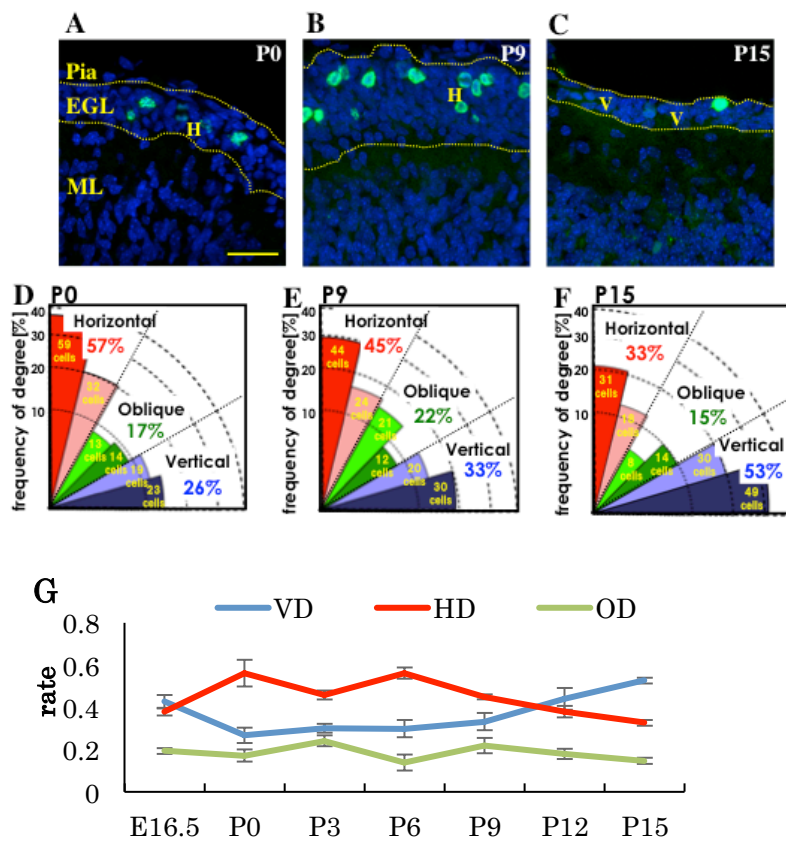 A
P0
Pia
EGL
H
ML
B
P9
H
C
P15
V
V
D P0
frequency of degree[%]
40
30
20
10
Horizontal
57%
Oblique
17%
Vertical
26%
59
cells
32
cells
13
cells
14
cells
19
cells
23
cells
E P9
frequency of degree[%]
40
30
20
10
Horizontal
45%
Oblique
22%
Vertical
33%
44
cells
24
cells
21
cells
12
cells
20
cells
30
cells
F P15
frequency of degree[%]
40
30
20
10
Horizontal
33%
Oblique
15%
Vertical
53%
31
cells
cells
8
cells
14
cells
30
cells
49
cells
G
VD HD OD
rate
0.8
0.6
0.4
0.2
0
E16.5 P0 P3 P6 P9 P12 P15